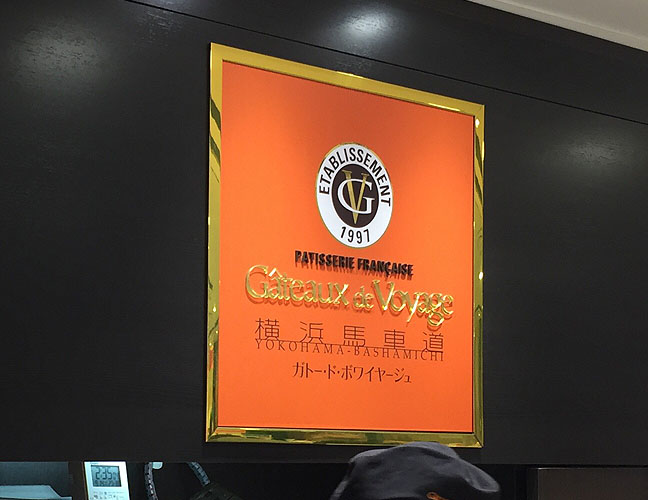 ETABLISSEMENT
VG
1997
PATISSERIE FRANÇAISE
Gâteaux de Voyage
横浜馬車道
YOKOHAMA-BASHAMICHI
ガトー・ド・ボワイヤージュ